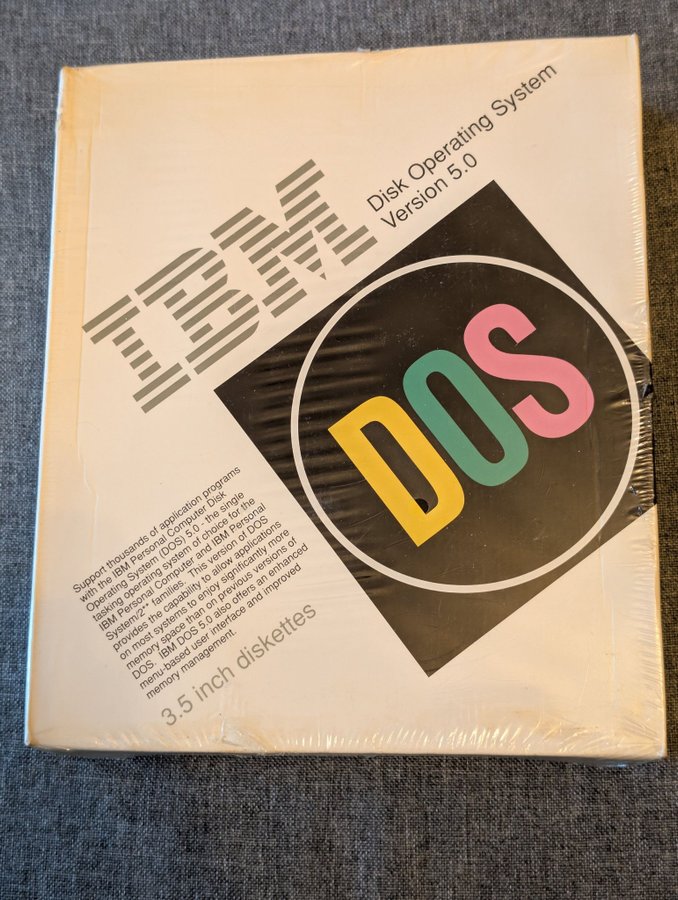 IBM
Disk Operating System
Version 5.0
DOS
Support thousands of application programs
with the IBM Personal Computer Disk
Operating System (DOS) 5.0 - the single
tasking operating system of choice for the
IBM Personal Computer and IBM Personal
System/2** families. This version of DOS
provides the capability to allow applications
on most systems to enjoy significantly more
memory space than on previous versions of
DOS. IBM DOS 5.0 also offers an enhanced
menu-based user interface and improved
memory management.
3.5 inch diskettes